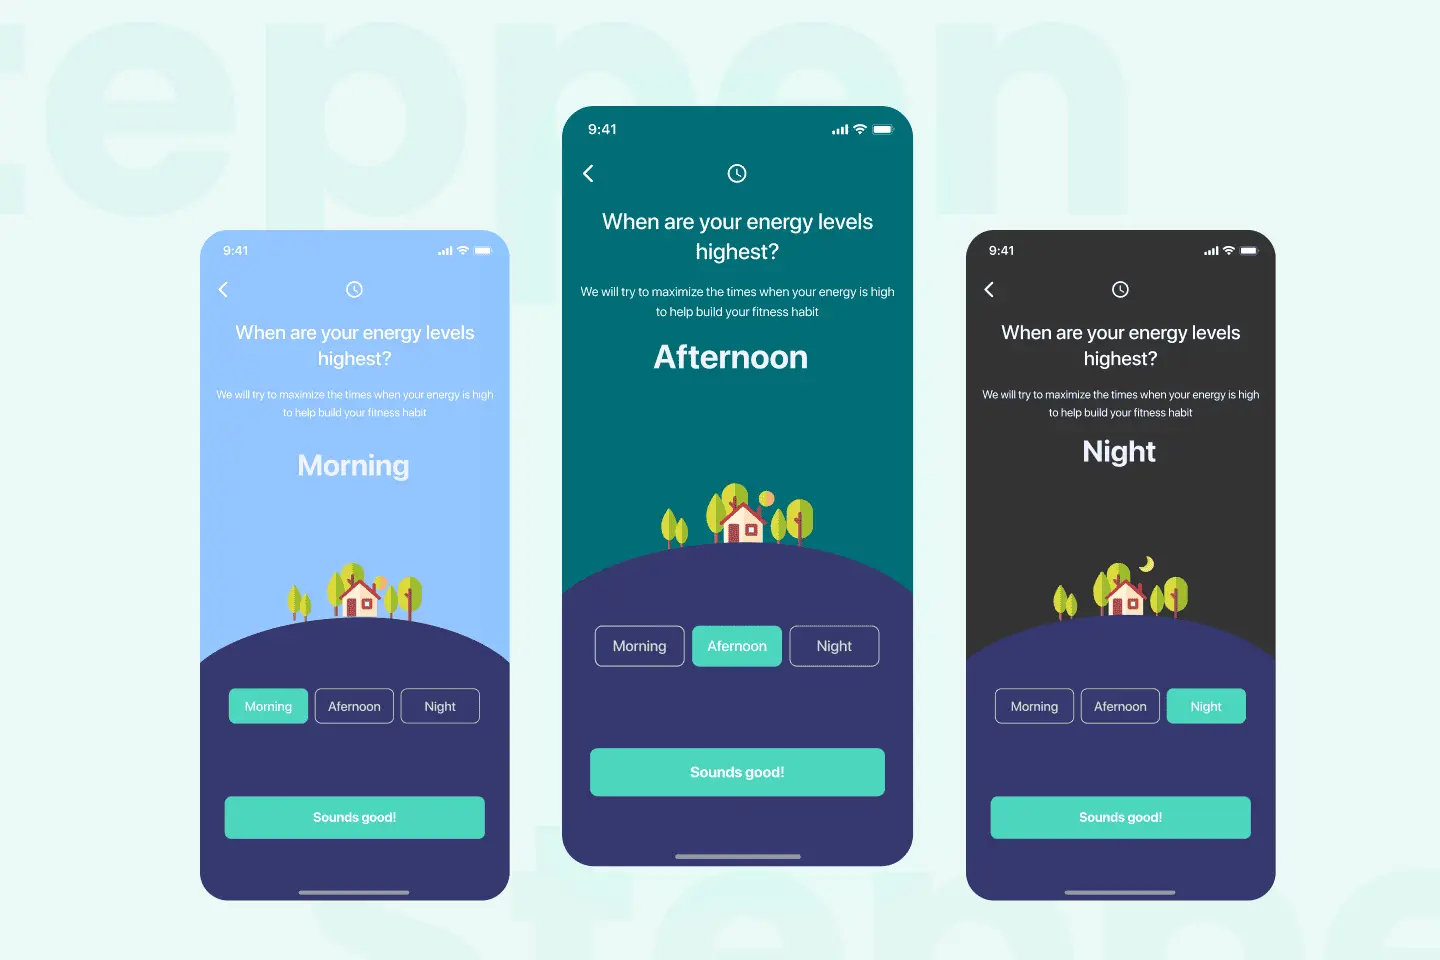 steppen
9:41
When are your energy levels
highest?
We will try to maximize the times when your energy is high
to help build your fitness habit
Morning
Morning
Afernoon
Night
Sounds good!
9:41
When are your energy levels
highest?
We will try to maximize the times when your energy is high
to help build your fitness habit
Afternoon
Morning
Afernoon
Night
Sounds good!
9:41
When are your energy levels
highest?
We will try to maximize the times when your energy is high
to help build your fitness habit
Night
Morning
Afernoon
Night
Sounds good!
steppe